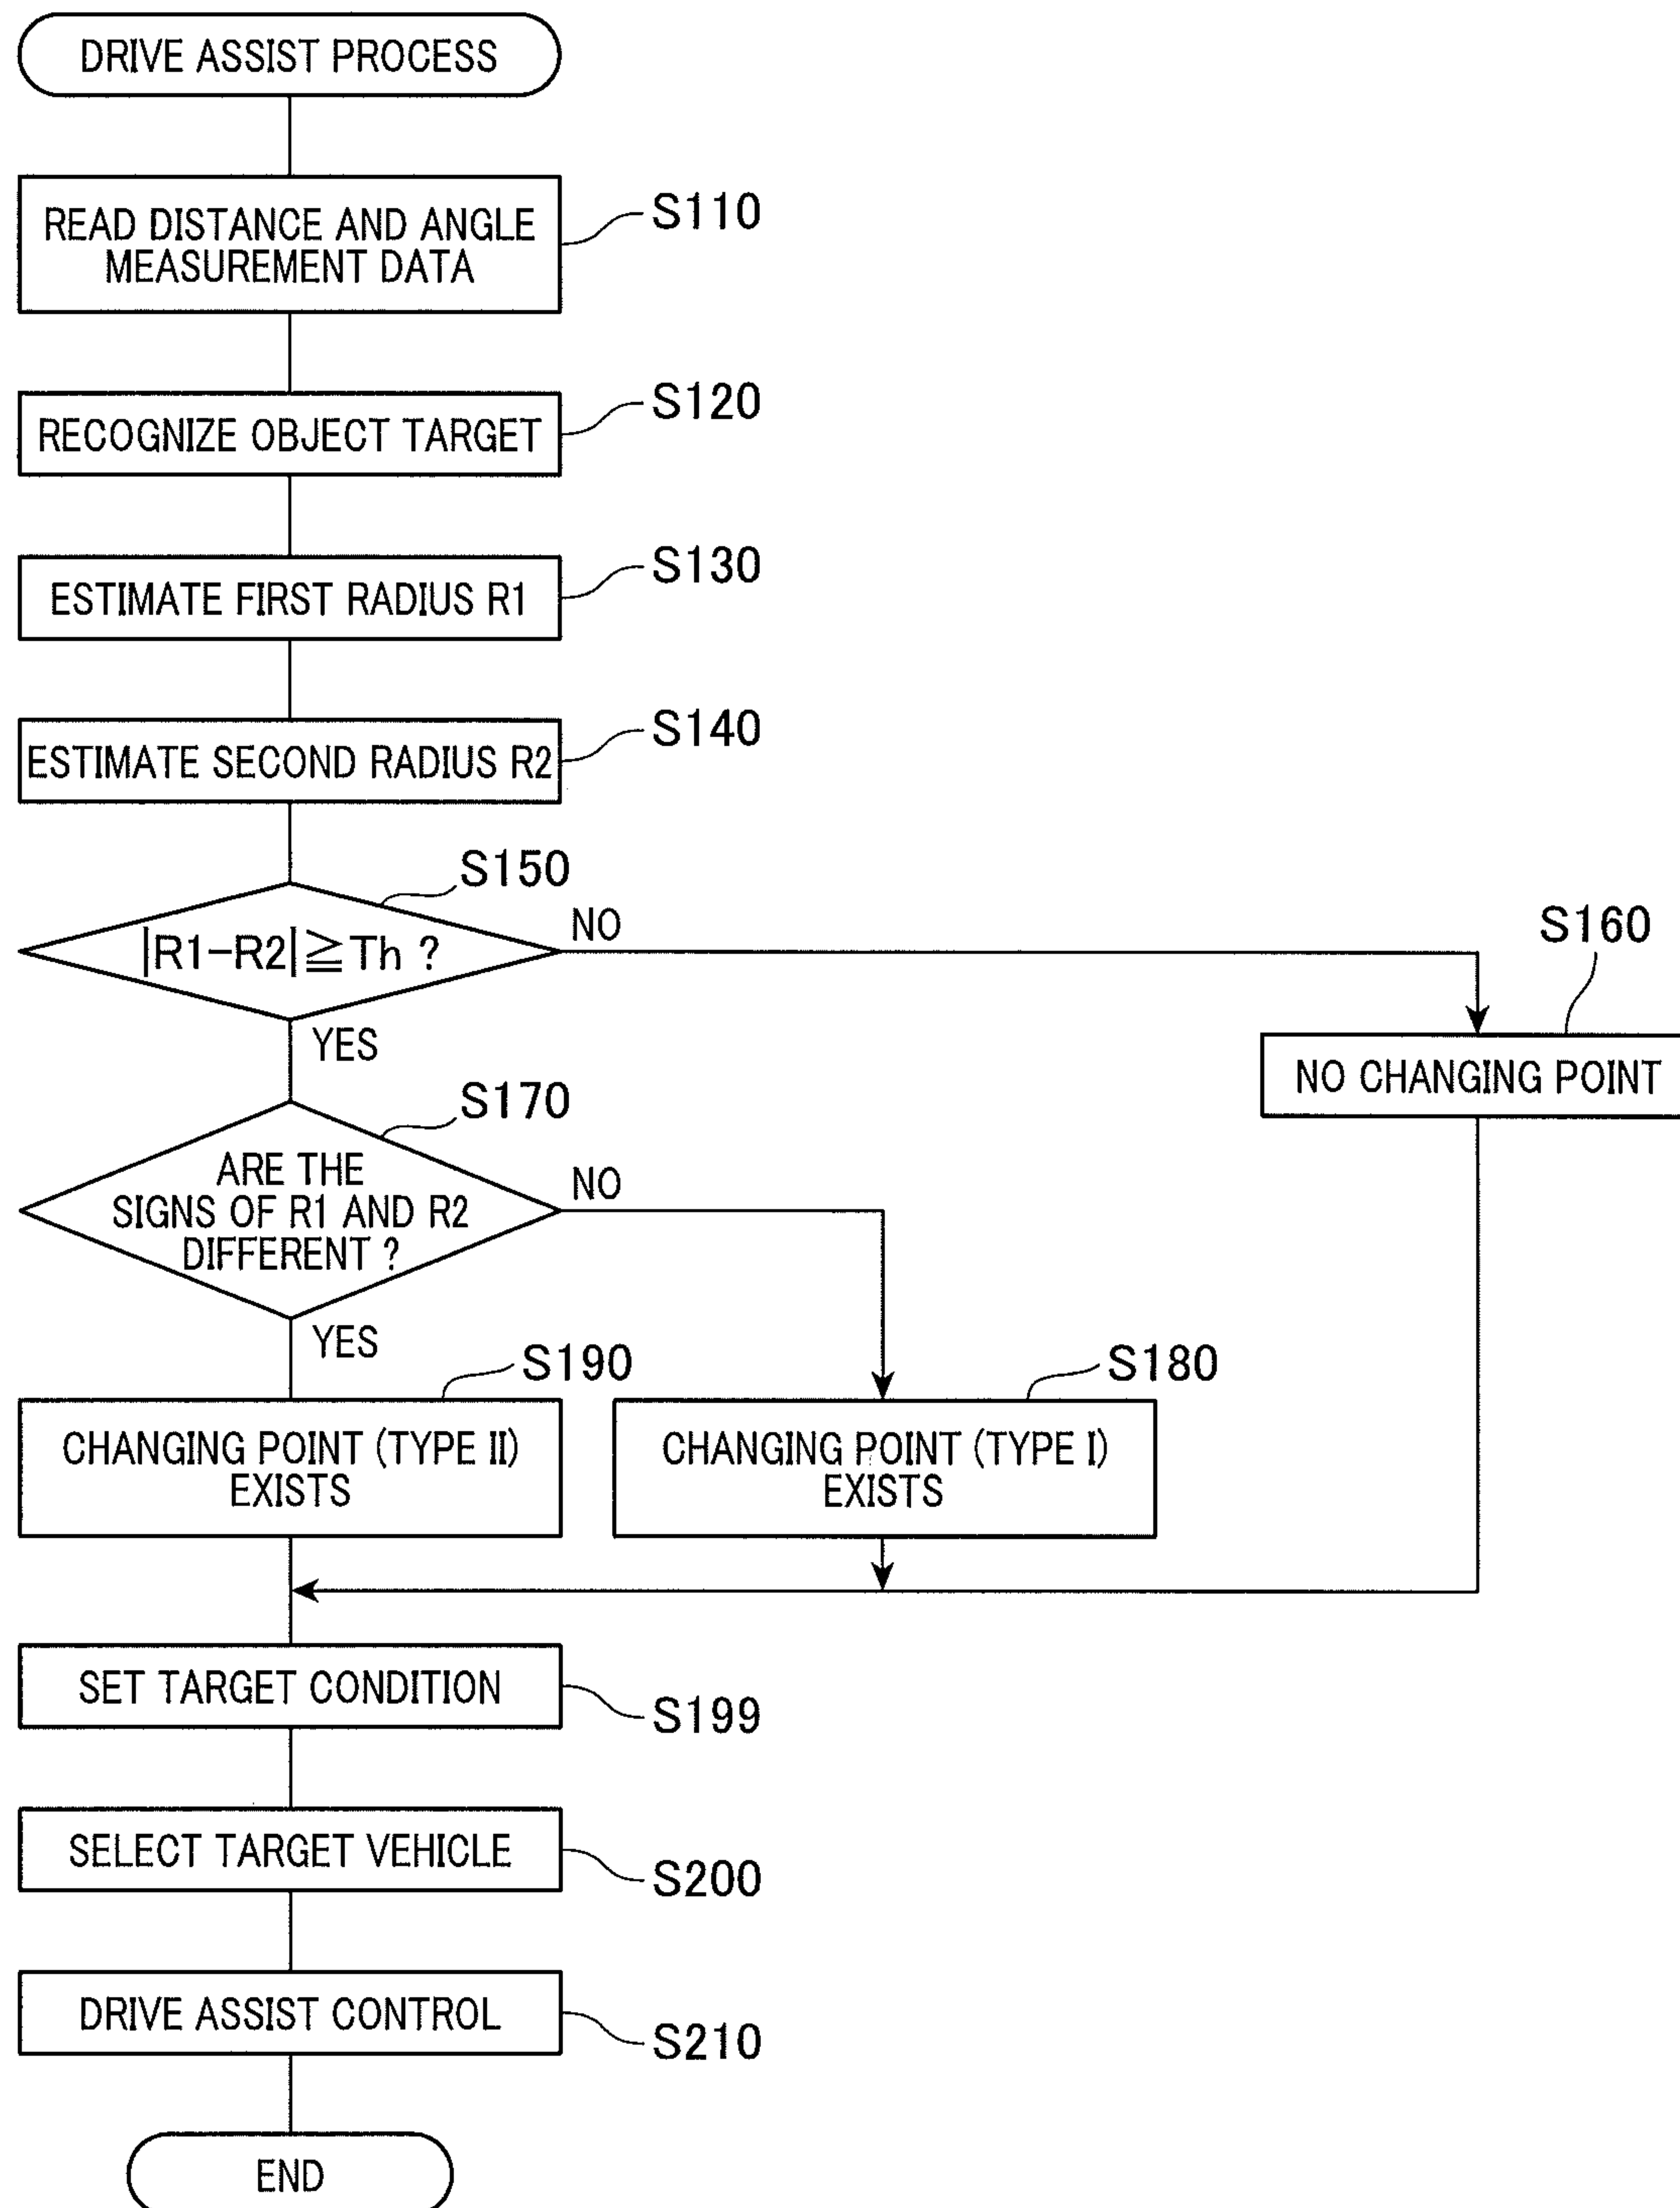 DRIVE ASSIST PROCESS
READ DISTANCE AND ANGLE
MEASUREMENT DATA
S110
RECOGNIZE OBJECT TARGET
S120
ESTIMATE FIRST RADIUS R1
S130
ESTIMATE SECOND RADIUS R2
S140
S150
|R1-R2|≧Th ?
NO
YES
S160
NO CHANGING POINT
S170
ARE THE
SIGNS OF R1 AND R2
DIFFERENT ?
NO
YES
S190
CHANGING POINT (TYPE II)
EXISTS
S180
CHANGING POINT (TYPE I)
EXISTS
SET TARGET CONDITION
S199
SELECT TARGET VEHICLE
S200
DRIVE ASSIST CONTROL
S210
END